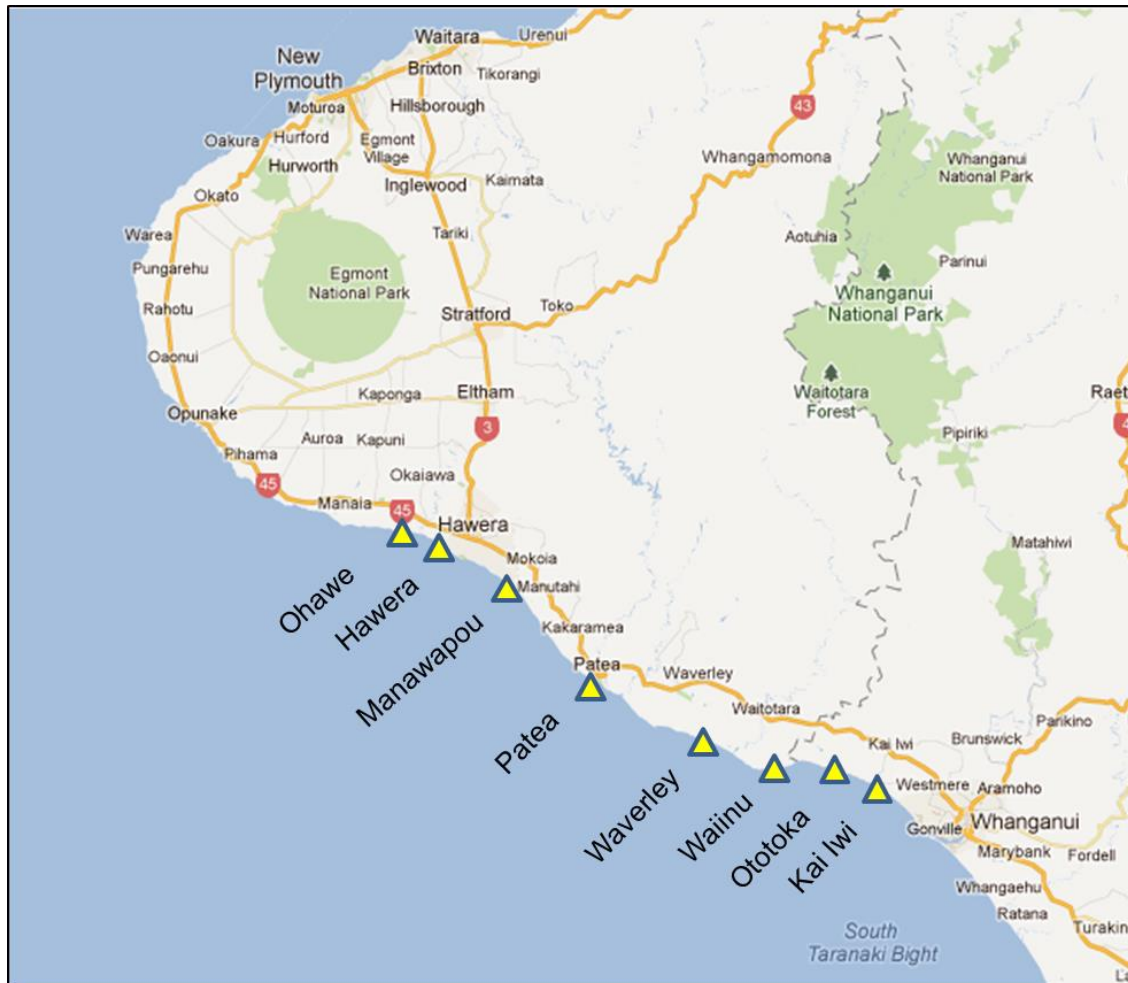 Waitara
Urenui
New
Plymouth
Brixton
Tikorangi
Moturoa
Hillsborough
43
Oakura
Hurford
Egmont
Village
Hurworth
Whangamomona
Whanganui
National Park
Inglewood
Kaimata
Okato
Warea
Tariki
Aotuhia
Pungarehu
Egmont
National Park
Parinui
Whanganui
National Park
Rahotu
Toko
Stratford
Oaonui
Waitotara
Forest
Kaponga
Eltham
Raet
Opunake
3
4
Auroa
Kapuni
Pipiriki
Pihama
Okaiawa
45
Manaia
45
Hawera
Matahiwi
Mokoia
Manutahi
Ohawe
Hawera
Manawapou
Kakaramea
Patea
Waverley
Patea
Waitotara
Parikino
Kai Iwi
Brunswick
Westmere
Aramoho
Waverley
Waiinu
Ototoka
Kai Iwi
Gonville
Whanganui
Marybank
Fordell
Whangaehu
Ratana
Turakin
South
Taranaki Bight
La